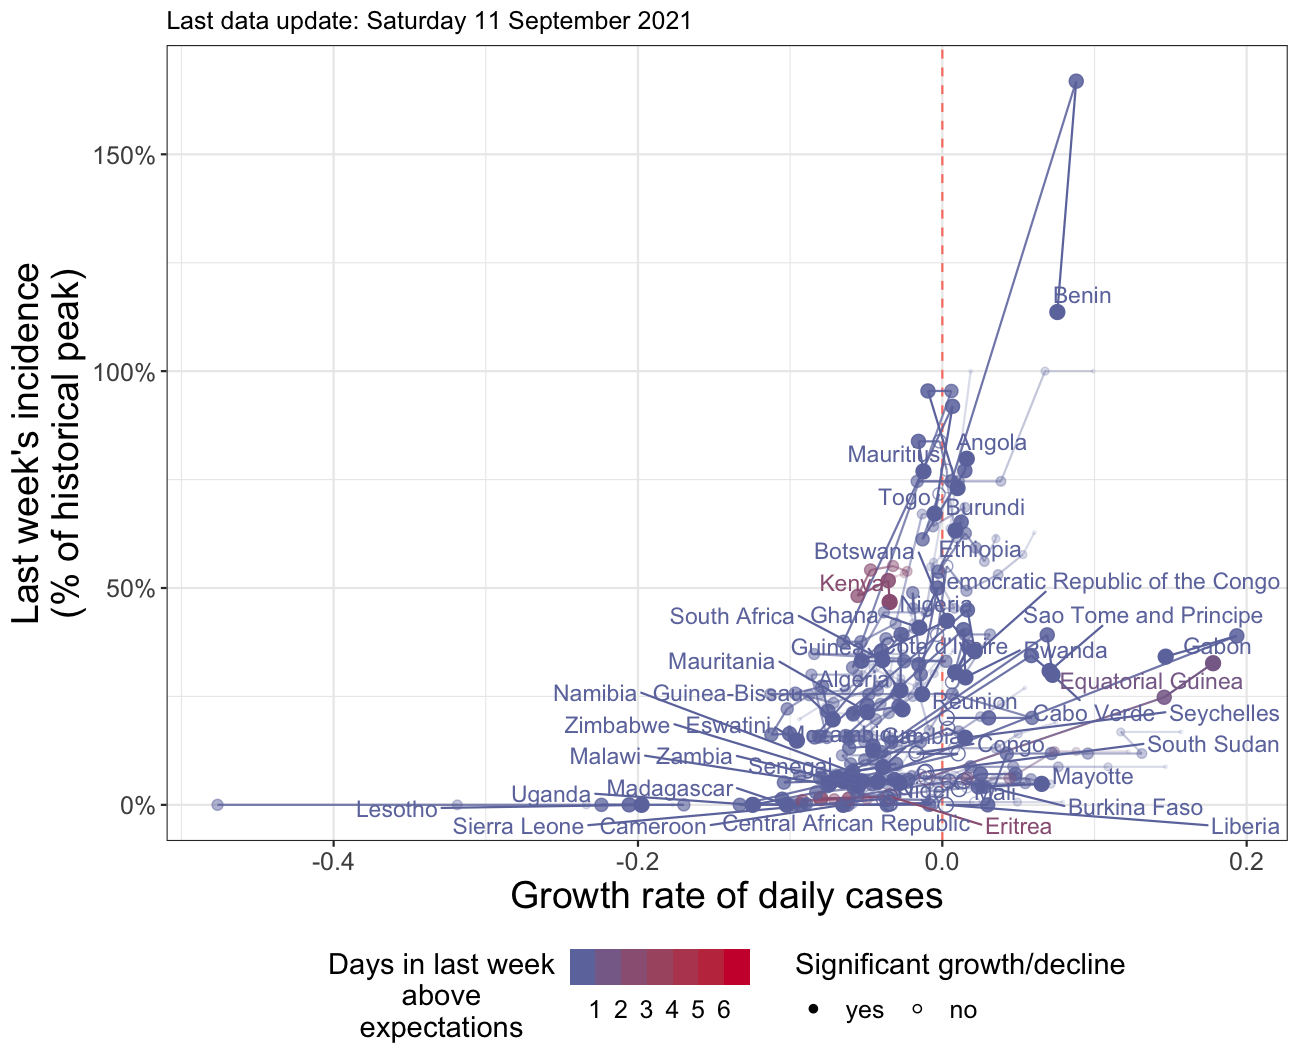 Last data update: Saturday 11 September 2021
Last week's incidence
(% of historical peak)
150%
100%
50%
0%
Benin
Mauritius
Angola
Togo
Burundi
Botswana
Ethiopia
Kenya
Democratic Republic of the Congo
Nigeria
South Africa
Ghana
Sao Tome and Principe
Guinea
Cote d'Ivoire
Rwanda
Gabon
Mauritania
Algeria
Equatorial Guinea
Namibia
Guinea-Bissau
Reunion
Cabo Verde
Seychelles
Zimbabwe
Eswatini
Mozambique
Gambia
Congo
South Sudan
Malawi
Zambia
Senegal
Mayotte
Uganda
Madagascar
Niger
Mali
Burkina Faso
Lesotho
Sierra Leone
Cameroon
Central African Republic
Eritrea
Liberia
-0.4
-0.2
0.0
0.2
Growth rate of daily cases
Days in last week
above
expectations
1 2 3 4 5 6
Significant growth/decline
yes
no